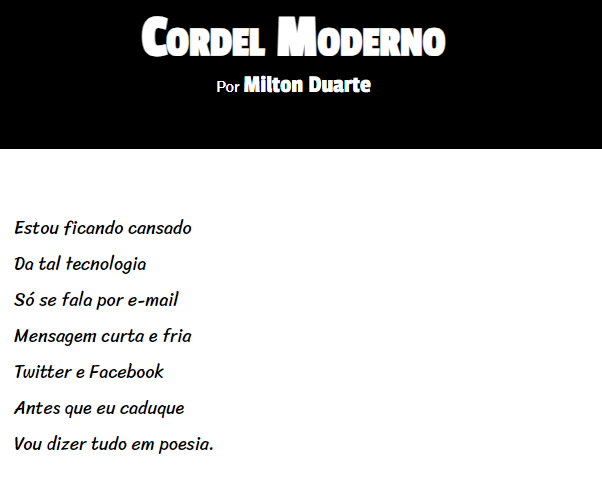 Cordel Moderno
Por Milton Duarte
Estou ficando cansado
Da tal tecnologia
Só se fala por e-mail
Mensagem curta e fria
Twitter e Facebook
Antes que eu caduque
Vou dizer tudo em poesia.